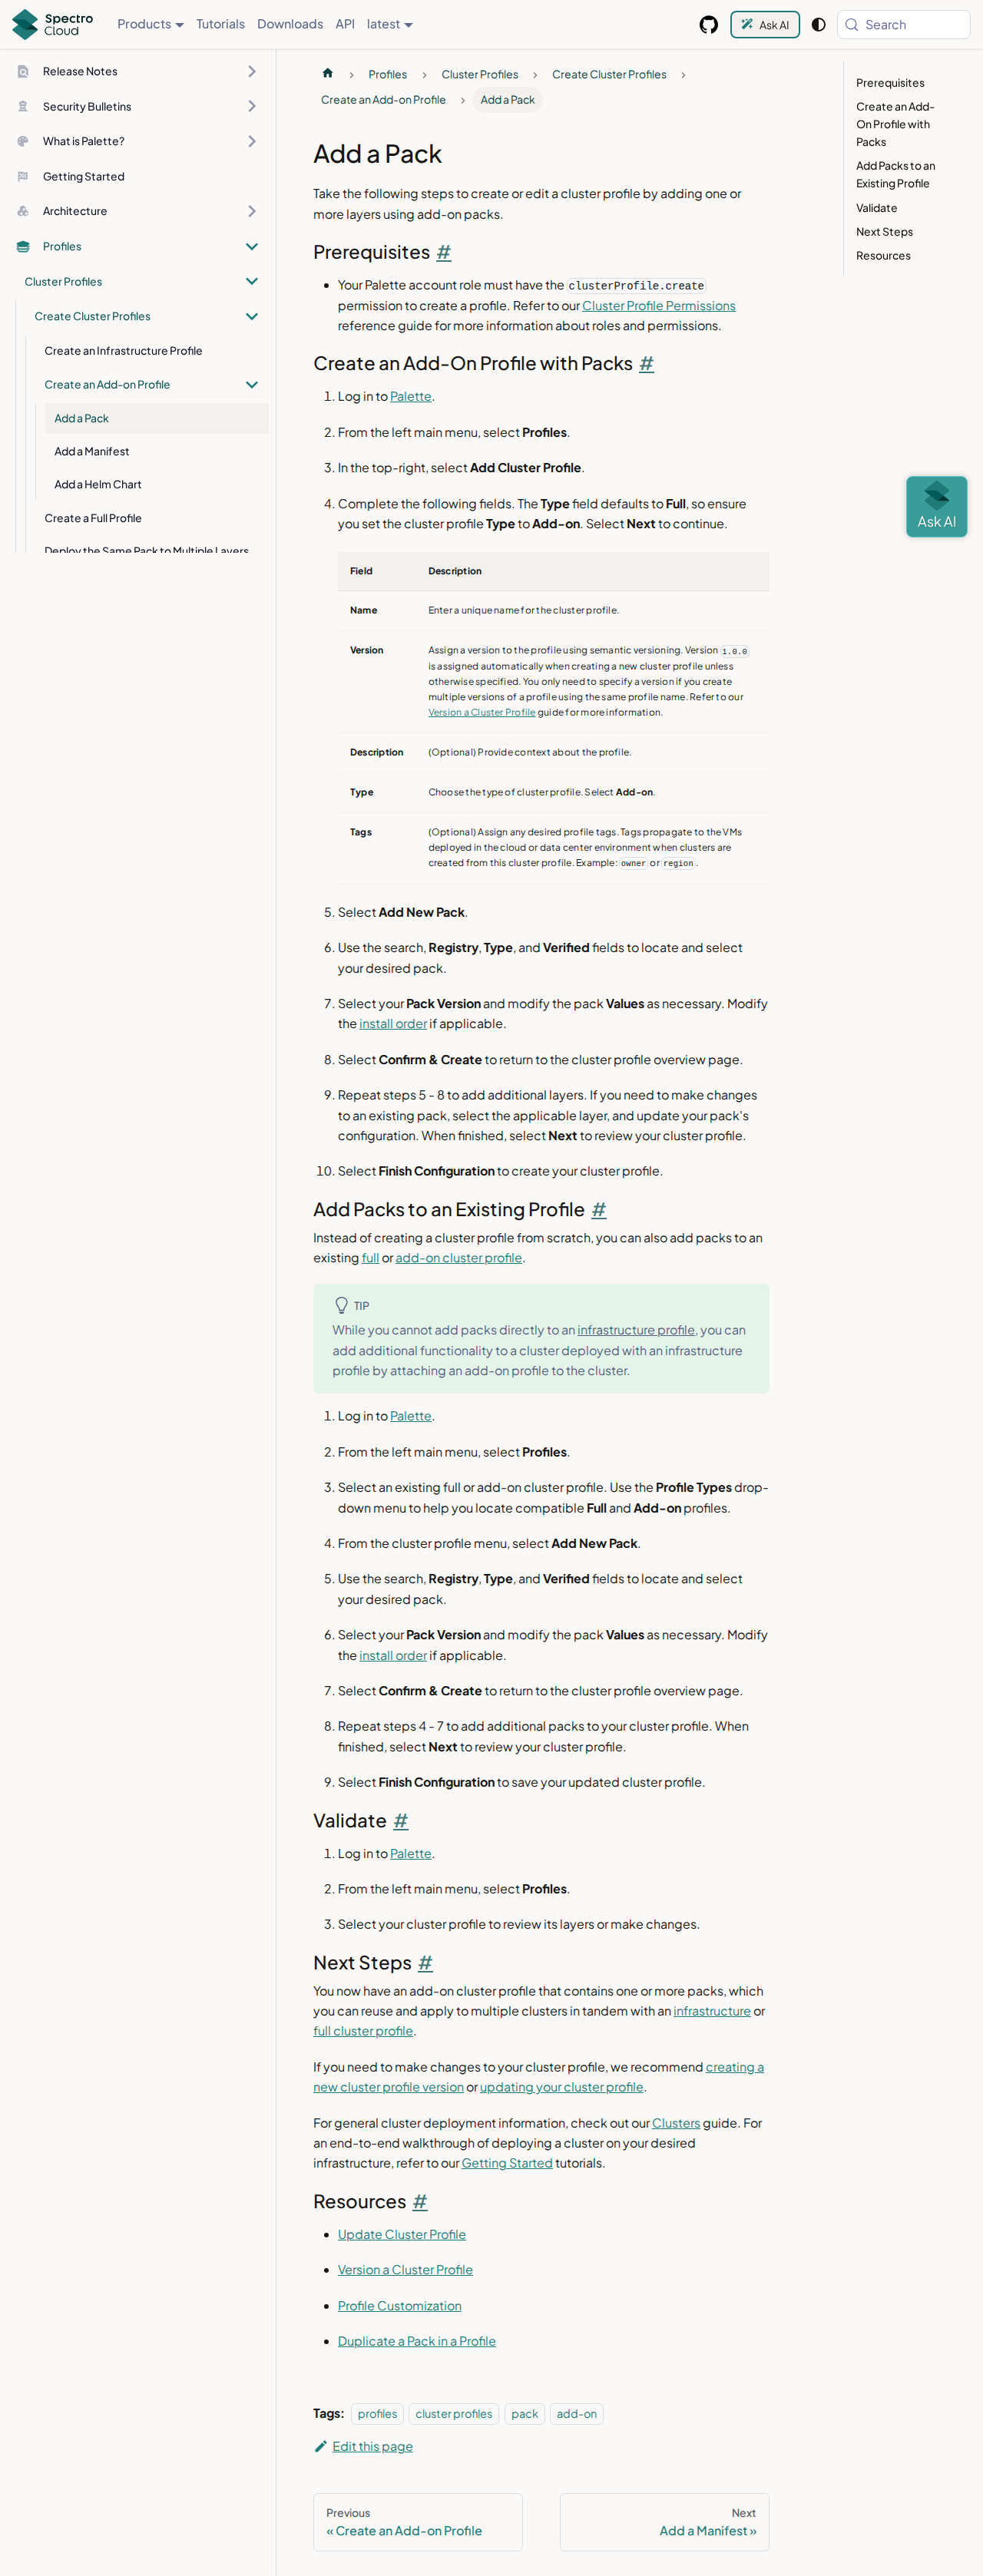 Spectro
Cloud
Products
Tutorials
Downloads
API
latest
Ask AI
Search
Release Notes
Security Bulletins
What is Palette?
Getting Started
Architecture
Profiles
Cluster Profiles
Create Cluster Profiles
Create an Infrastructure Profile
Create an Add-on Profile
Add a Pack
Add a Manifest
Add a Helm Chart
Create a Full Profile
Deploy the Same Pack to Multiple Layers
Profiles
Cluster Profiles
Create Cluster Profiles
Create an Add-on Profile
Add a Pack
Add a Pack
Take the following steps to create or edit a cluster profile by adding one or
more layers using add-on packs.
Prerequisites #
Your Palette account role must have the clusterProfile.create
permission to create a profile. Refer to our Cluster Profile Permissions
reference guide for more information about roles and permissions.
Create an Add-On Profile with Packs #
1. Log in to Palette.
2. From the left main menu, select Profiles.
3. In the top-right, select Add Cluster Profile.
4. Complete the following fields. The Type field defaults to Full, so ensure
you set the cluster profile Type to Add-on. Select Next to continue.
Field Description
Name Enter a unique name for the cluster profile.
Version Assign a version to the profile using semantic versioning. Version 1.0.0
is assigned automatically when creating a new cluster profile unless
otherwise specified. You only need to specify a version if you create
multiple versions of a profile using the same profile name. Refer to our
Version a Cluster Profile guide for more information.
Description (Optional) Provide context about the profile.
Type Choose the type of cluster profile. Select Add-on.
Tags (Optional) Assign any desired profile tags. Tags propagate to the VMs
deployed in the cloud or data center environment when clusters are
created from this cluster profile. Example: owner or region.
5. Select Add New Pack.
6. Use the search, Registry, Type, and Verified fields to locate and select
your desired pack.
7. Select your Pack Version and modify the pack Values as necessary. Modify
the install order if applicable.
8. Select Confirm & Create to return to the cluster profile overview page.
9. Repeat steps 5 - 8 to add additional layers. If you need to make changes
to an existing pack, select the applicable layer, and update your pack's
configuration. When finished, select Next to review your cluster profile.
10. Select Finish Configuration to create your cluster profile.
Add Packs to an Existing Profile #
Instead of creating a cluster profile from scratch, you can also add packs to an
existing full or add-on cluster profile.
TIP
While you cannot add packs directly to an infrastructure profile, you can
add additional functionality to a cluster deployed with an infrastructure
profile by attaching an add-on profile to the cluster.
1. Log in to Palette.
2. From the left main menu, select Profiles.
3. Select an existing full or add-on cluster profile. Use the Profile Types drop-
down menu to help you locate compatible Full and Add-on profiles.
4. From the cluster profile menu, select Add New Pack.
5. Use the search, Registry, Type, and Verified fields to locate and select
your desired pack.
6. Select your Pack Version and modify the pack Values as necessary. Modify
the install order if applicable.
7. Select Confirm & Create to return to the cluster profile overview page.
8. Repeat steps 4 - 7 to add additional packs to your cluster profile. When
finished, select Next to review your cluster profile.
9. Select Finish Configuration to save your updated cluster profile.
Validate #
1. Log in to Palette.
2. From the left main menu, select Profiles.
3. Select your cluster profile to review its layers or make changes.
Next Steps #
You now have an add-on cluster profile that contains one or more packs, which
you can reuse and apply to multiple clusters in tandem with an infrastructure or
full cluster profile.
If you need to make changes to your cluster profile, we recommend creating a
new cluster profile version or updating your cluster profile.
For general cluster deployment information, check out our Clusters guide. For
an end-to-end walkthrough of deploying a cluster on your desired
infrastructure, refer to our Getting Started tutorials.
Resources #
Update Cluster Profile
Version a Cluster Profile
Profile Customization
Duplicate a Pack in a Profile
Tags: profiles cluster profiles pack add-on
Edit this page
Previous
« Create an Add-on Profile
Next
Add a Manifest »
Prerequisites
Create an Add-
On Profile with
Packs
Add Packs to an
Existing Profile
Validate
Next Steps
Resources
Ask AI